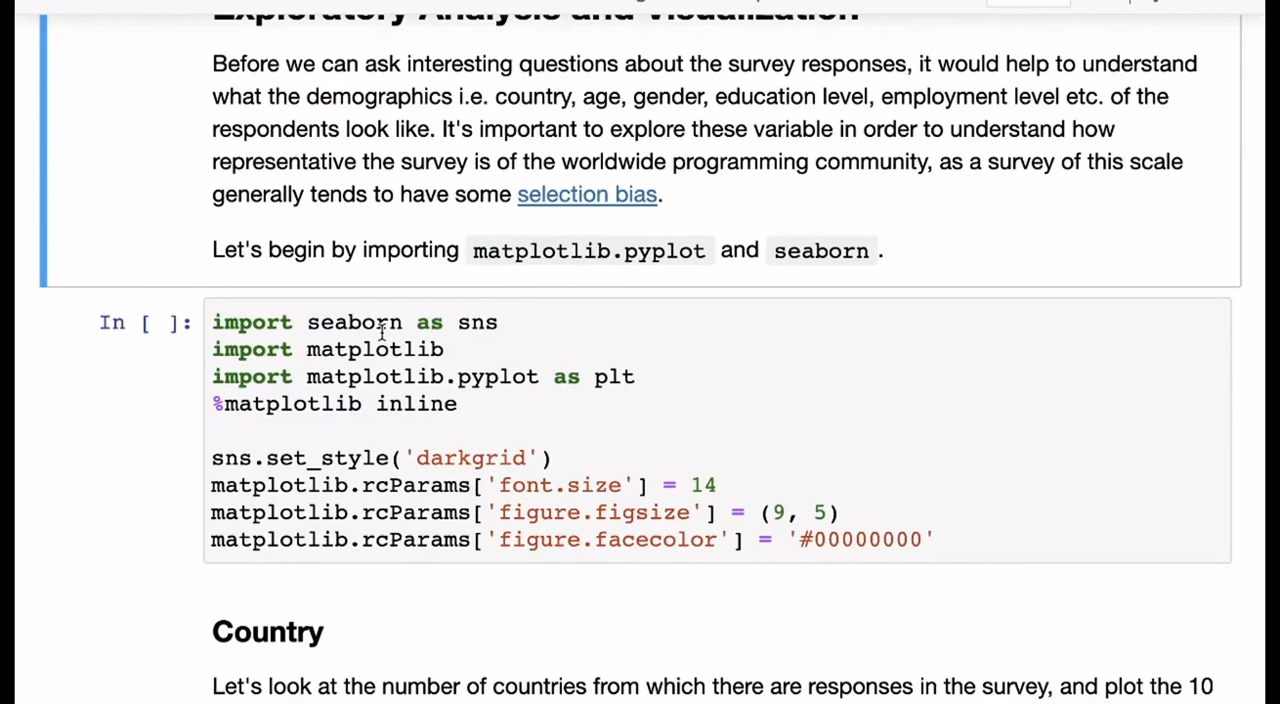 Exploratory Analysis and Visualization
Before we can ask interesting questions about the survey responses, it would help to understand
what the demographics i.e. country, age, gender, education level, employment level etc. of the
respondents look like. It's important to explore these variable in order to understand how
representative the survey is of the worldwide programming community, as a survey of this scale
generally tends to have some selection bias.
Let's begin by importing matplotlib.pyplot and seaborn .
In [ ]: import seaborn as sns
import matplotlib
import matplotlib.pyplot as plt
%matplotlib inline
sns.set_style('darkgrid')
matplotlib.rcParams['font.size'] = 14
matplotlib.rcParams['figure.figsize'] = (9, 5)
matplotlib.rcParams['figure.facecolor'] = '#00000000'
Country
Let's look at the number of countries from which there are responses in the survey, and plot the 10